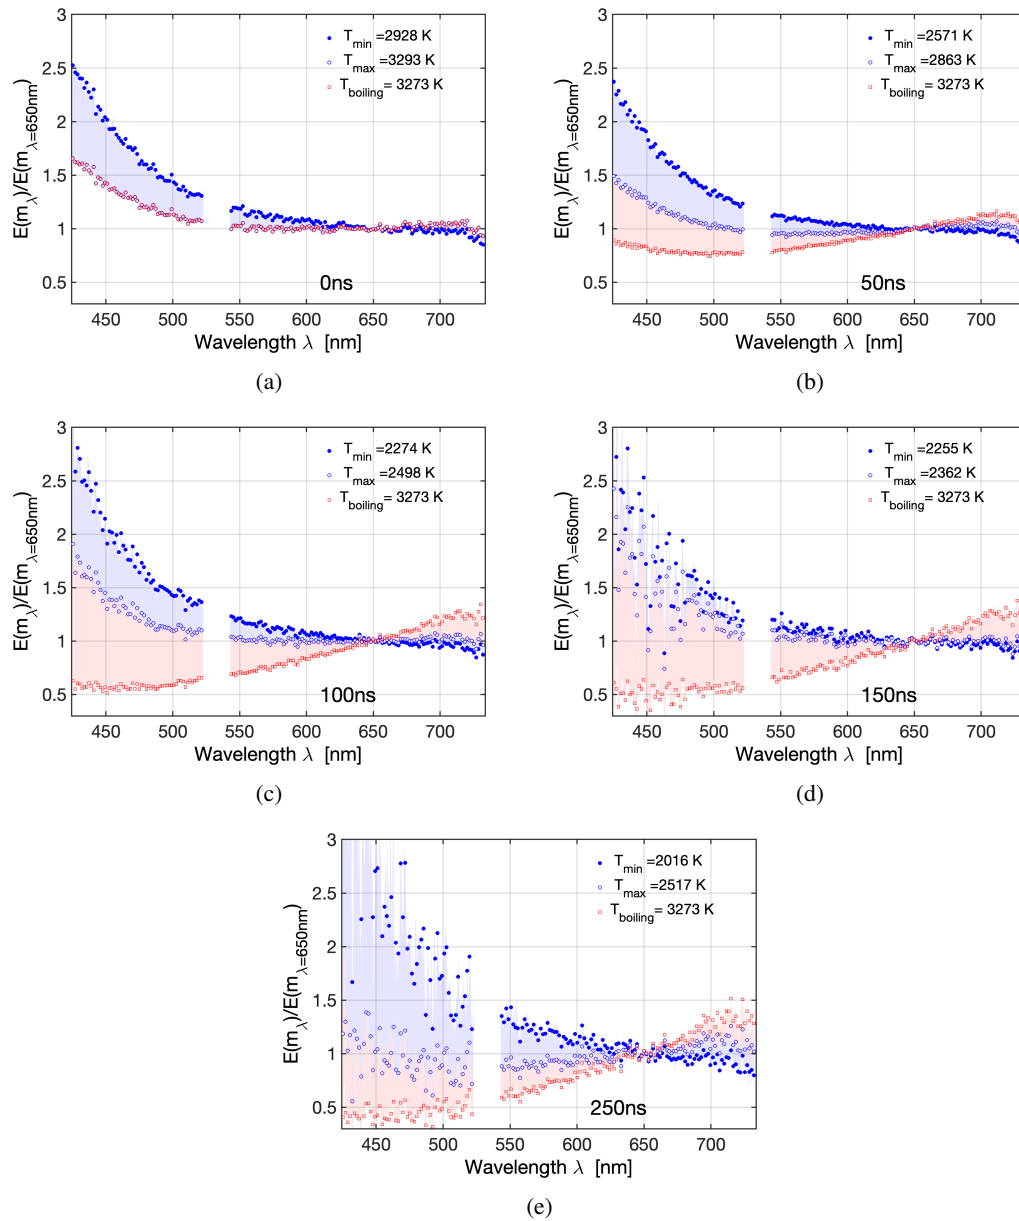 3
2.5
2
1.5
1
0.5
450 500 550 600 650 700
E(m_λ)/E(m_λ=650nm)
Wavelength λ [nm]
T_min =2928 K
T_max =3293 K
T_boiling = 3273 K
0ns
(a)
3
2.5
2
1.5
1
0.5
450 500 550 600 650 700
E(m_λ)/E(m_λ=650nm)
Wavelength λ [nm]
T_min =2571 K
T_max =2863 K
T_boiling = 3273 K
50ns
(b)
3
2.5
2
1.5
1
0.5
450 500 550 600 650 700
E(m_λ)/E(m_λ=650nm)
Wavelength λ [nm]
T_min =2274 K
T_max =2498 K
T_boiling = 3273 K
100ns
(c)
3
2.5
2
1.5
1
0.5
450 500 550 600 650 700
E(m_λ)/E(m_λ=650nm)
Wavelength λ [nm]
T_min =2255 K
T_max =2362 K
T_boiling = 3273 K
150ns
(d)
3
2.5
2
1.5
1
0.5
450 500 550 600 650 700
E(m_λ)/E(m_λ=650nm)
Wavelength λ [nm]
T_min =2016 K
T_max =2517 K
T_boiling = 3273 K
250ns
(e)